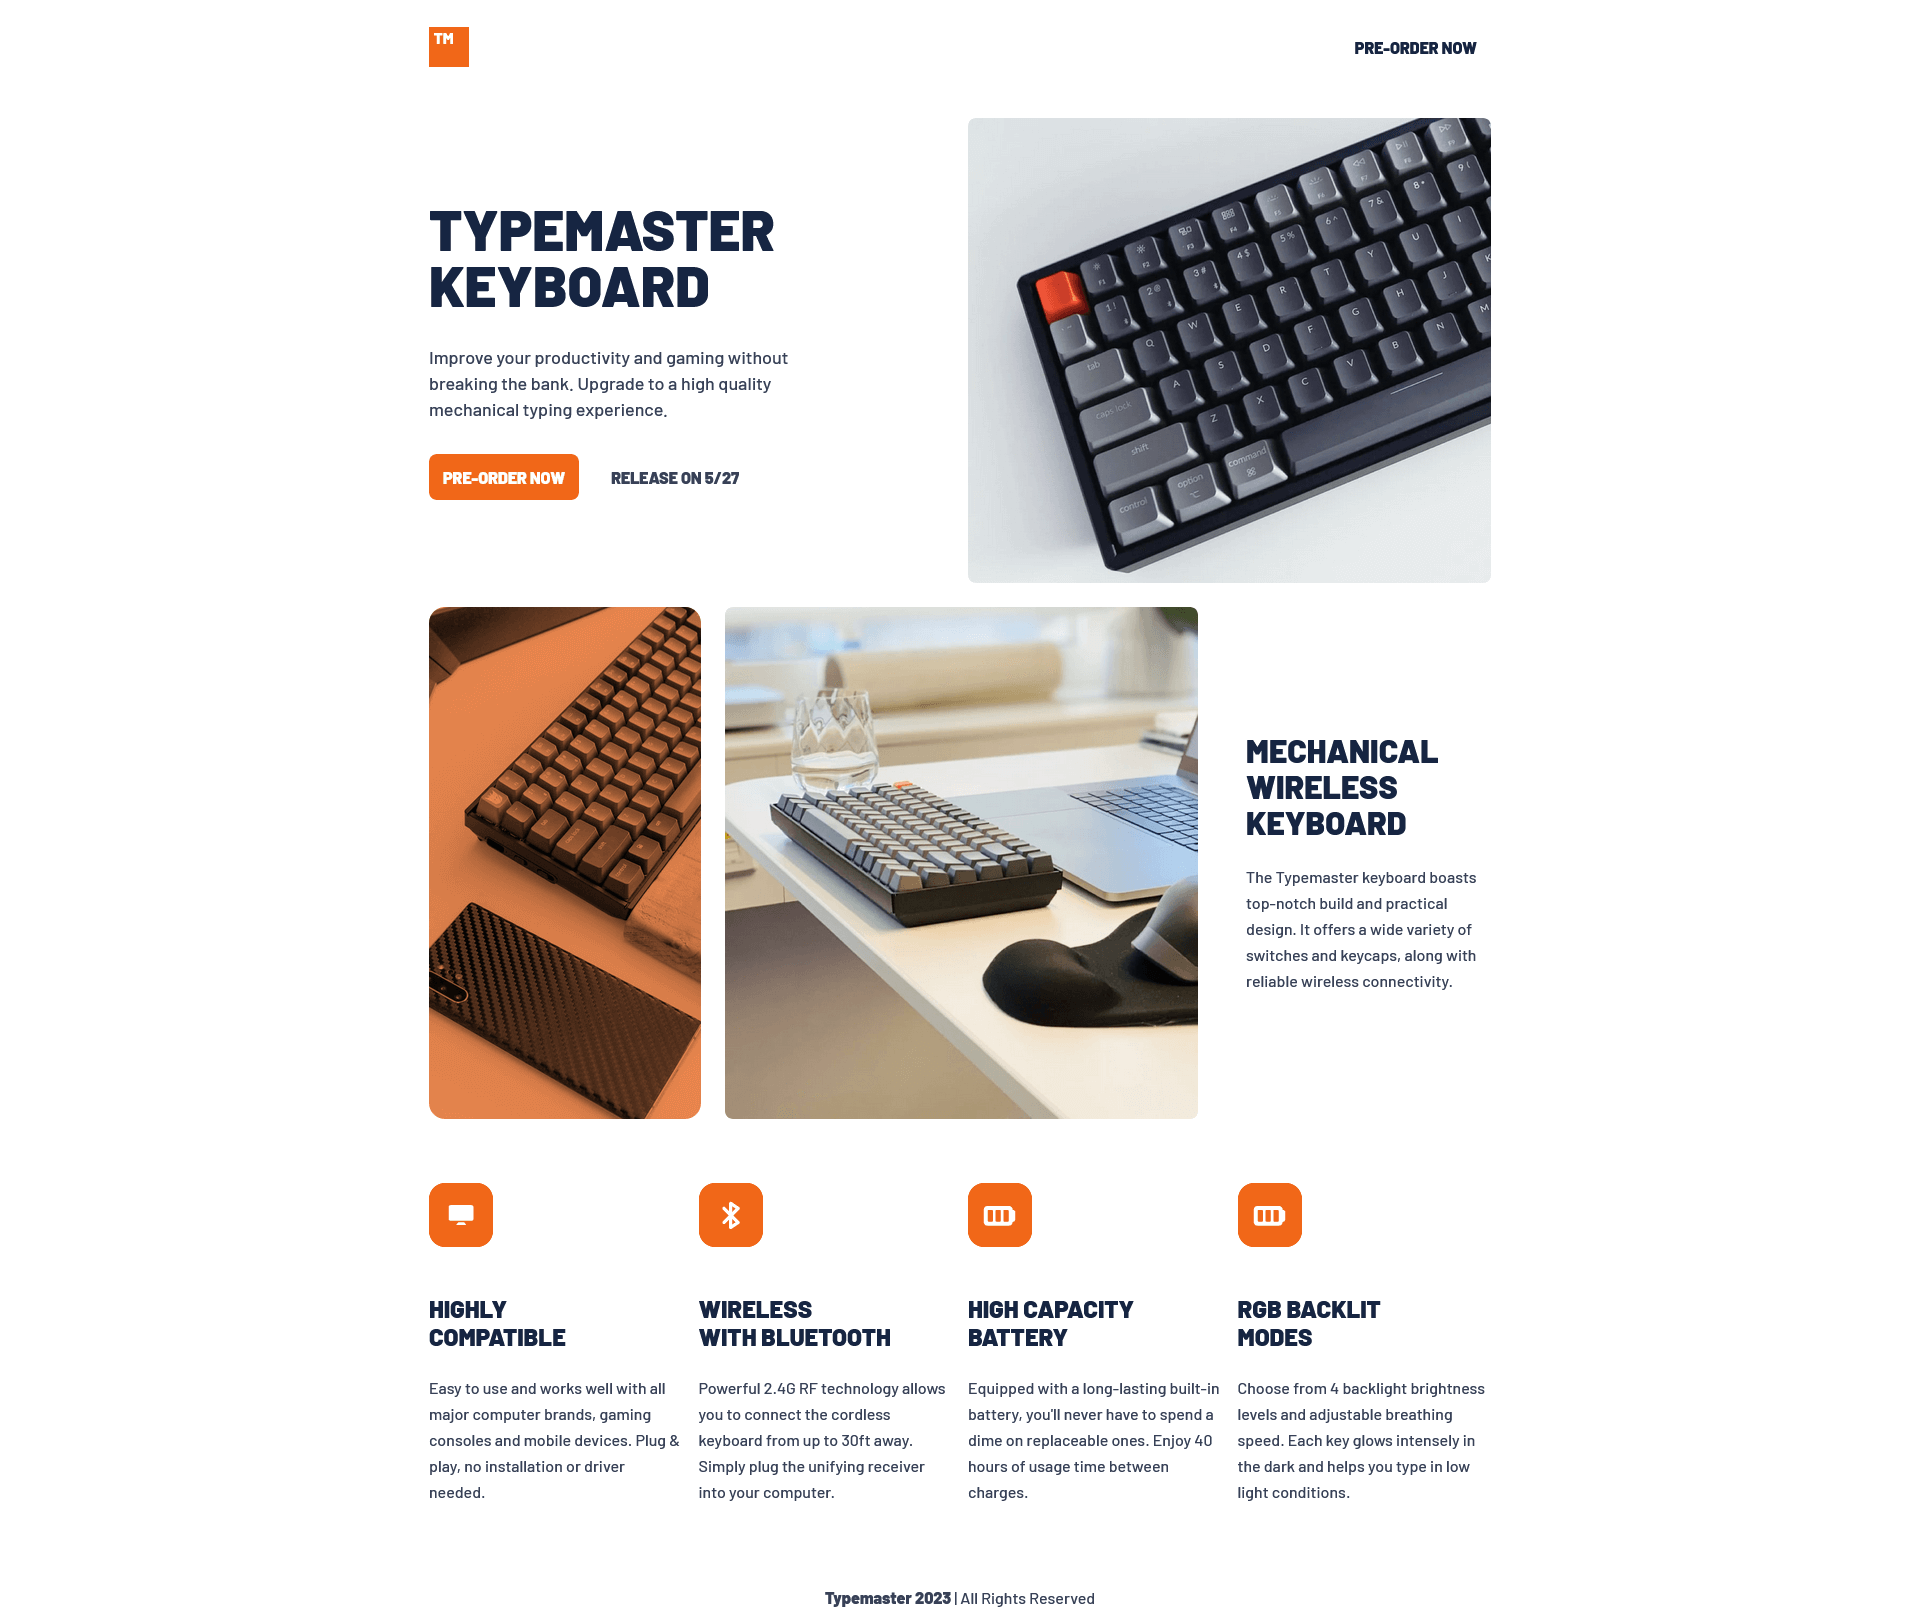 TM
PRE-ORDER NOW
TYPEMASTER
KEYBOARD
Improve your productivity and gaming without
breaking the bank. Upgrade to a high quality
mechanical typing experience.
PRE-ORDER NOW
RELEASE ON 5/27
tab
caps lock
shift
control
option
command
MECHANICAL
WIRELESS
KEYBOARD
The Typemaster keyboard boasts
top-notch build and practical
design. It offers a wide variety of
switches and keycaps, along with
reliable wireless connectivity.
HIGHLY
COMPATIBLE
Easy to use and works well with all
major computer brands, gaming
consoles and mobile devices. Plug &
play, no installation or driver
needed.
WIRELESS
WITH BLUETOOTH
Powerful 2.4G RF technology allows
you to connect the cordless
keyboard from up to 30ft away.
Simply plug the unifying receiver
into your computer.
HIGH CAPACITY
BATTERY
Equipped with a long-lasting built-in
battery, you'll never have to spend a
dime on replaceable ones. Enjoy 40
hours of usage time between
charges.
RGB BACKLIT
MODES
Choose from 4 backlight brightness
levels and adjustable breathing
speed. Each key glows intensely in
the dark and helps you type in low
light conditions.
Typemaster 2023 | All Rights Reserved